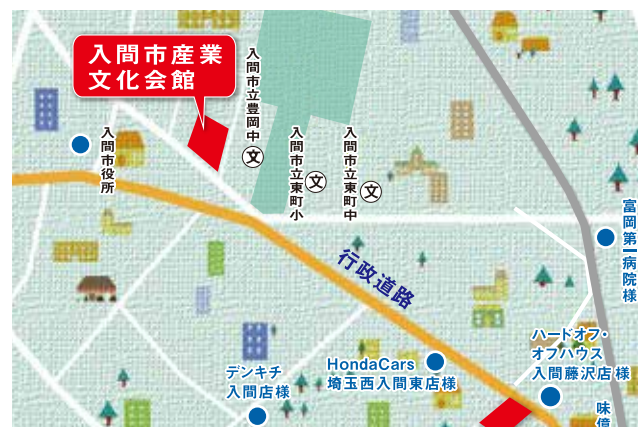 入間市産業
文化会館
入間市立豊岡中
文
入間市役所
入間市立東町小
文
入間市立東町中
文
富岡第一病院様
行政道路
ハードオフ・
オフハウス
入間藤沢店様
HondaCars
埼玉西入間東店様
デンキチ
入間店様
味億